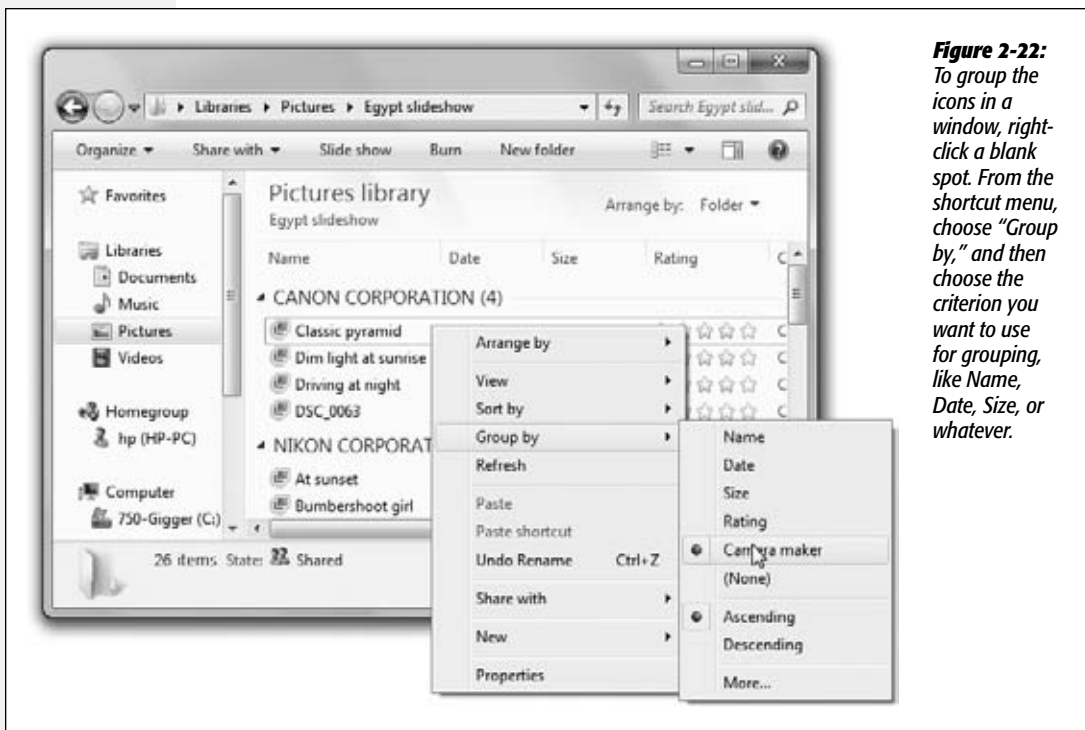 Libraries ▸ Pictures ▸ Egypt slideshow
Search Egypt slid...
Organize
Share with
Slide show
Burn
New folder
Favorites
Libraries
Documents
Music
Pictures
Videos
Homegroup
hp (HP-PC)
Computer
750-Gigger (C:)
Pictures library
Egypt slideshow
Arrange by: Folder
Name
Date
Size
Rating
C
CANON CORPORATION (4)
Classic pyramid
C
Dim light at sunrise
C
Driving at night
C
DSC_0063
C
NIKON CORPORAT
At sunset
Bumbershoot girl
26 items State: Shared
Arrange by
View
Sort by
Group by
Refresh
Paste
Paste shortcut
Undo Rename Ctrl+Z
Share with
New
Properties
Name
Date
Size
Rating
Camera maker
(None)
Ascending
Descending
More...
Figure 2-22:
To group the
icons in a
window, right-
click a blank
spot. From the
shortcut menu,
choose “Group
by,” and then
choose the
criterion you
want to use
for grouping,
like Name,
Date, Size, or
whatever.